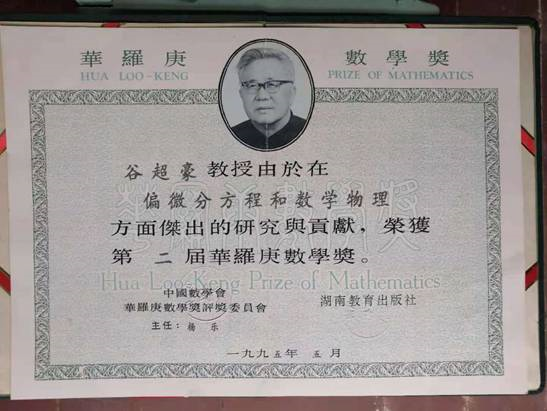 華羅庚 數學獎
HUA LOO-KENG PRIZE OF MATHEMATICS
谷超豪 教授由於在
偏微分方程和数学物理
方面傑出的研究與貢獻，榮獲
第 二 届華羅庚數學獎。
Hua Loo-Keng Prize of Mathematics
中國數學會 湖南教育出版社
華羅庚數學獎評獎委員會
主任：杨 乐
一九九五年 五月